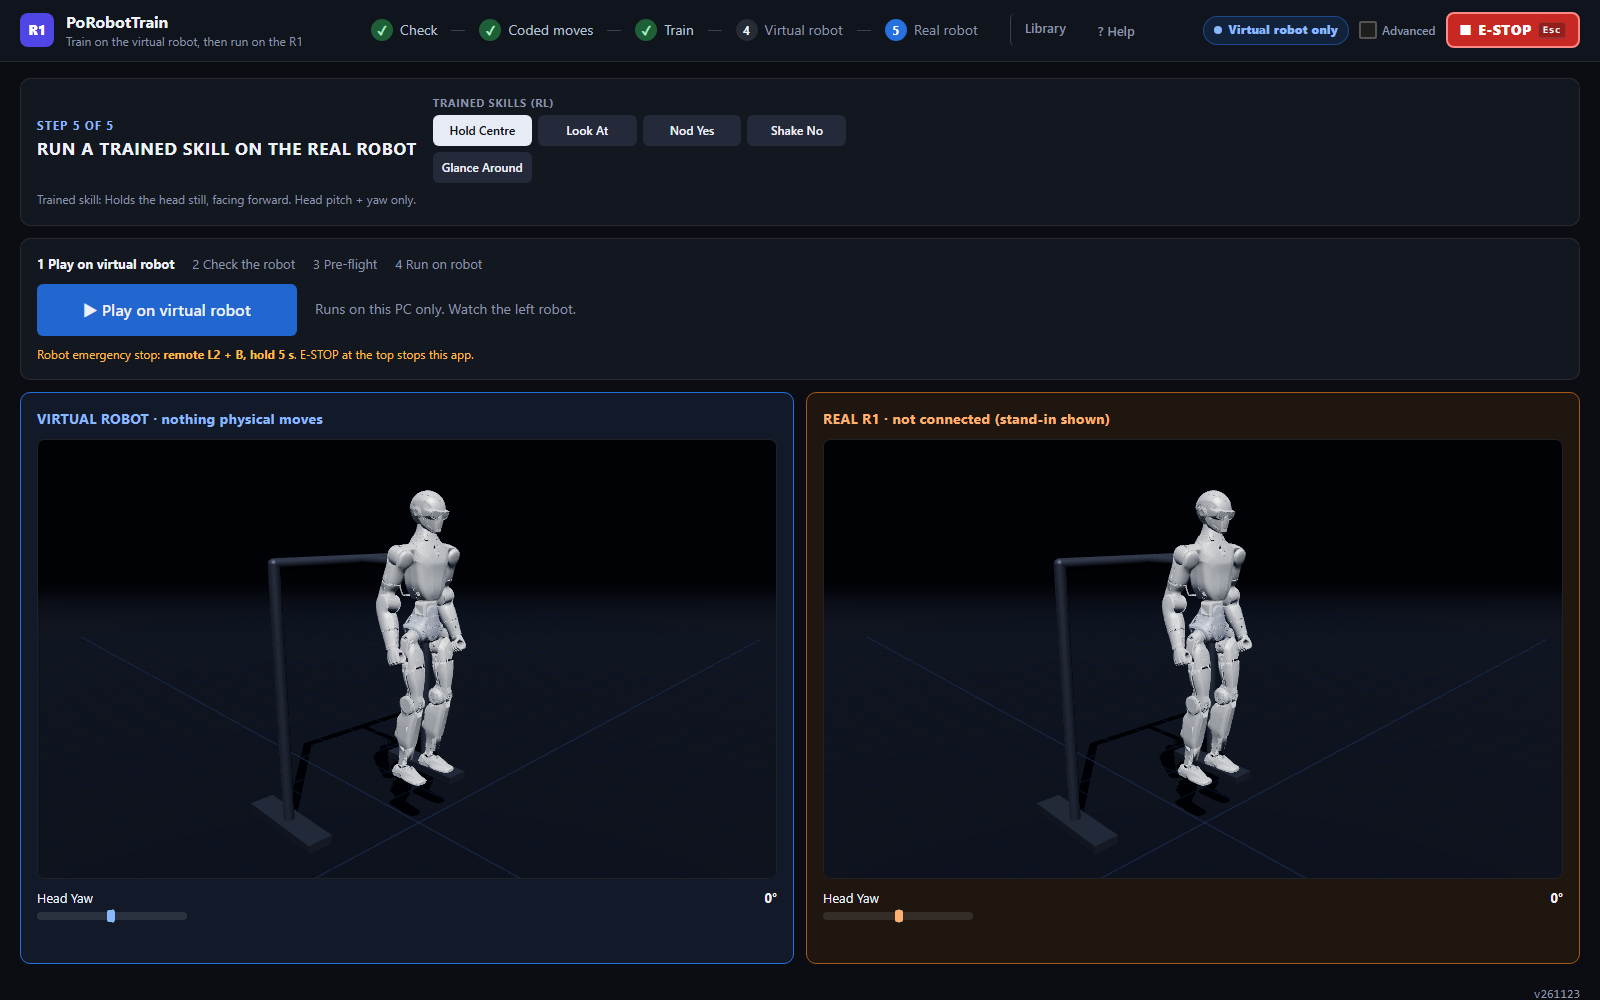 R1
PoRobotTrain
Train on the virtual robot, then run on the R1
✓ Check
✓ Coded moves
✓ Train
4 Virtual robot
5 Real robot
Library
? Help
Virtual robot only
Advanced
E-STOP Esc
STEP 5 OF 5
RUN A TRAINED SKILL ON THE REAL ROBOT
Trained skill: Holds the head still, facing forward. Head pitch + yaw only.
TRAINED SKILLS (RL)
Hold Centre
Look At
Nod Yes
Shake No
Glance Around
1 Play on virtual robot
2 Check the robot
3 Pre-flight
4 Run on robot
▶ Play on virtual robot
Runs on this PC only. Watch the left robot.
Robot emergency stop: remote L2 + B, hold 5 s. E-STOP at the top stops this app.
VIRTUAL ROBOT · nothing physical moves
Head Yaw
0°
REAL R1 · not connected (stand-in shown)
Head Yaw
0°
v261123